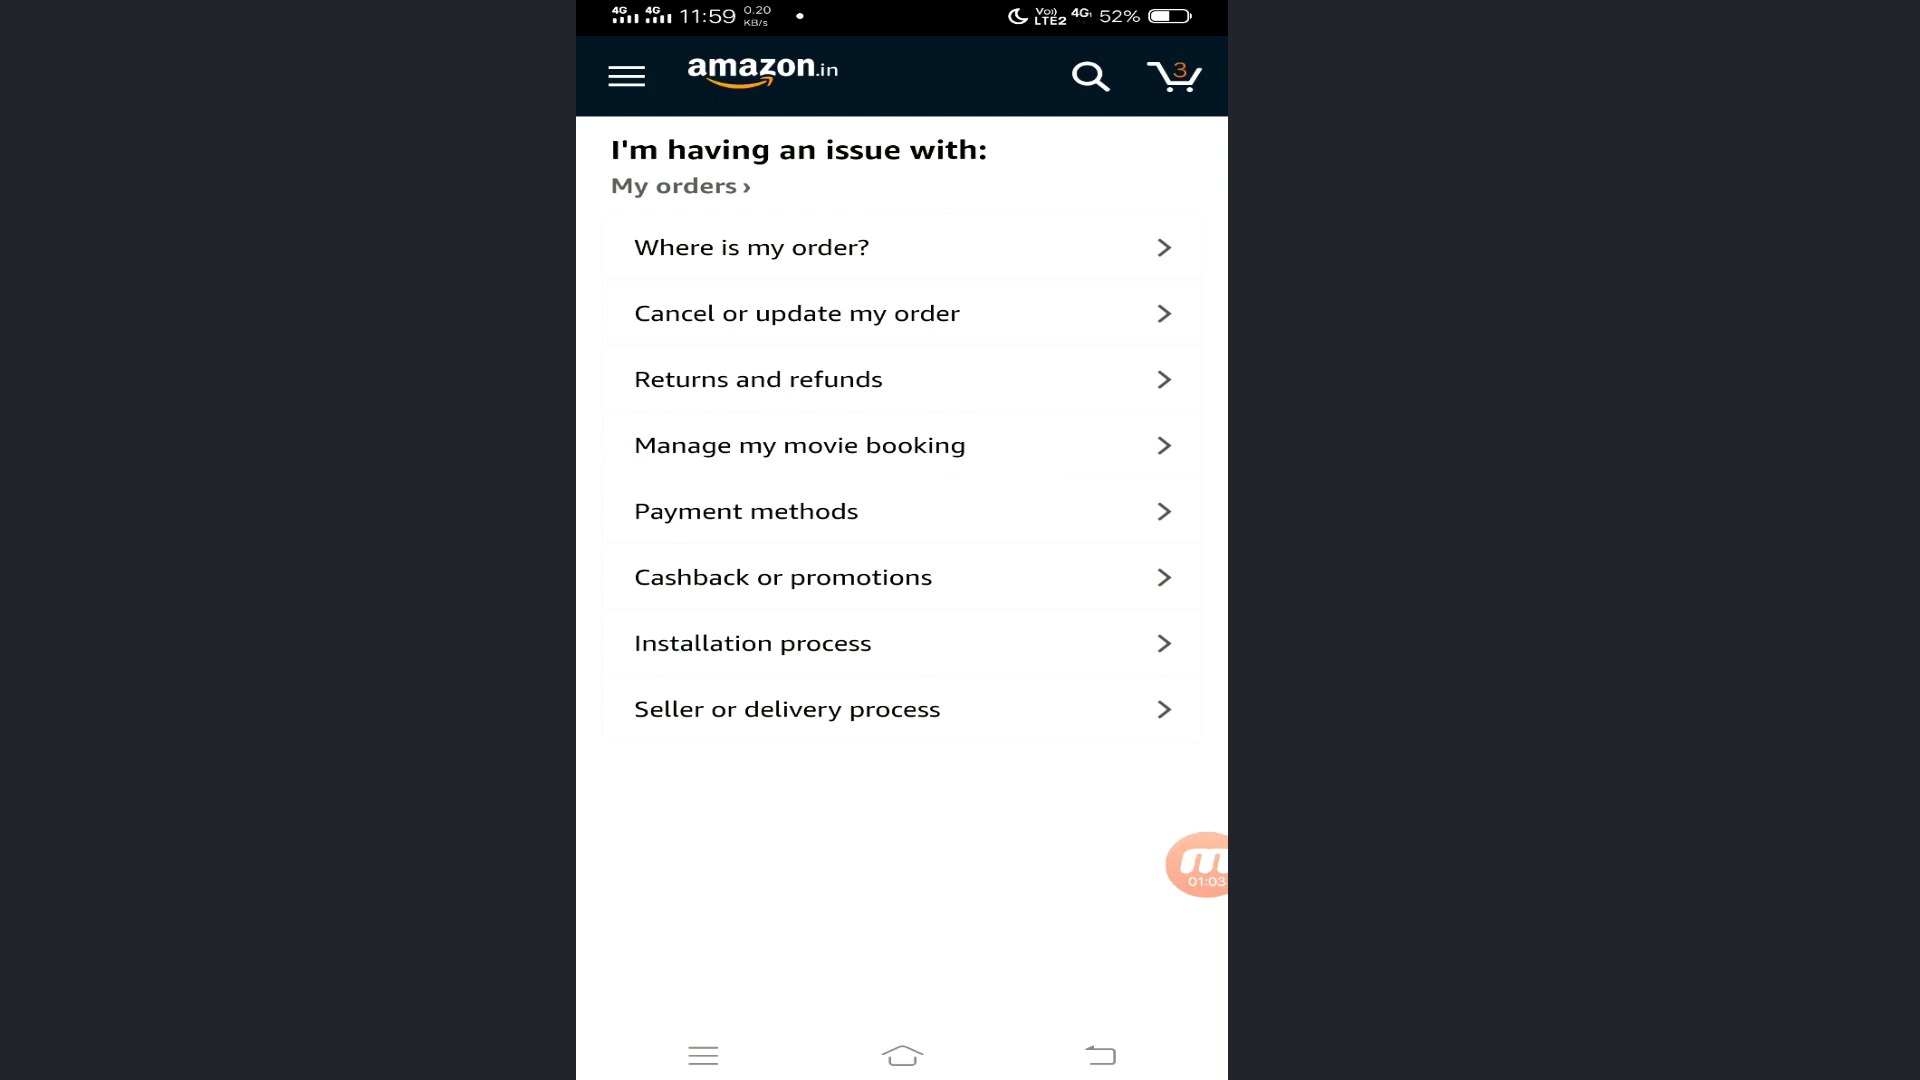 4G 4G 11:59 0.20 KB/s
Vo)) LTE2 4G 52%
amazon.in
3
I'm having an issue with:
My orders ›
Where is my order?
Cancel or update my order
Returns and refunds
Manage my movie booking
Payment methods
Cashback or promotions
Installation process
Seller or delivery process
01:03